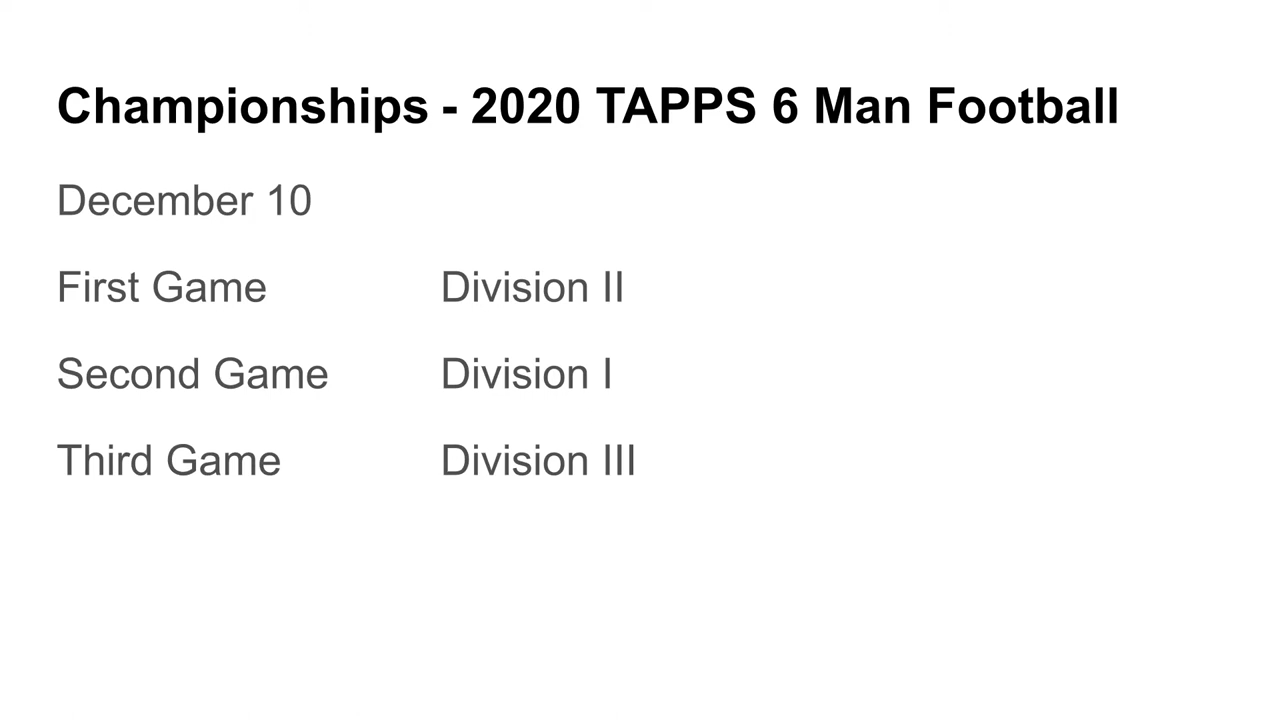 Championships - 2020 TAPPS 6 Man Football
December 10
First Game Division II
Second Game Division I
Third Game Division III